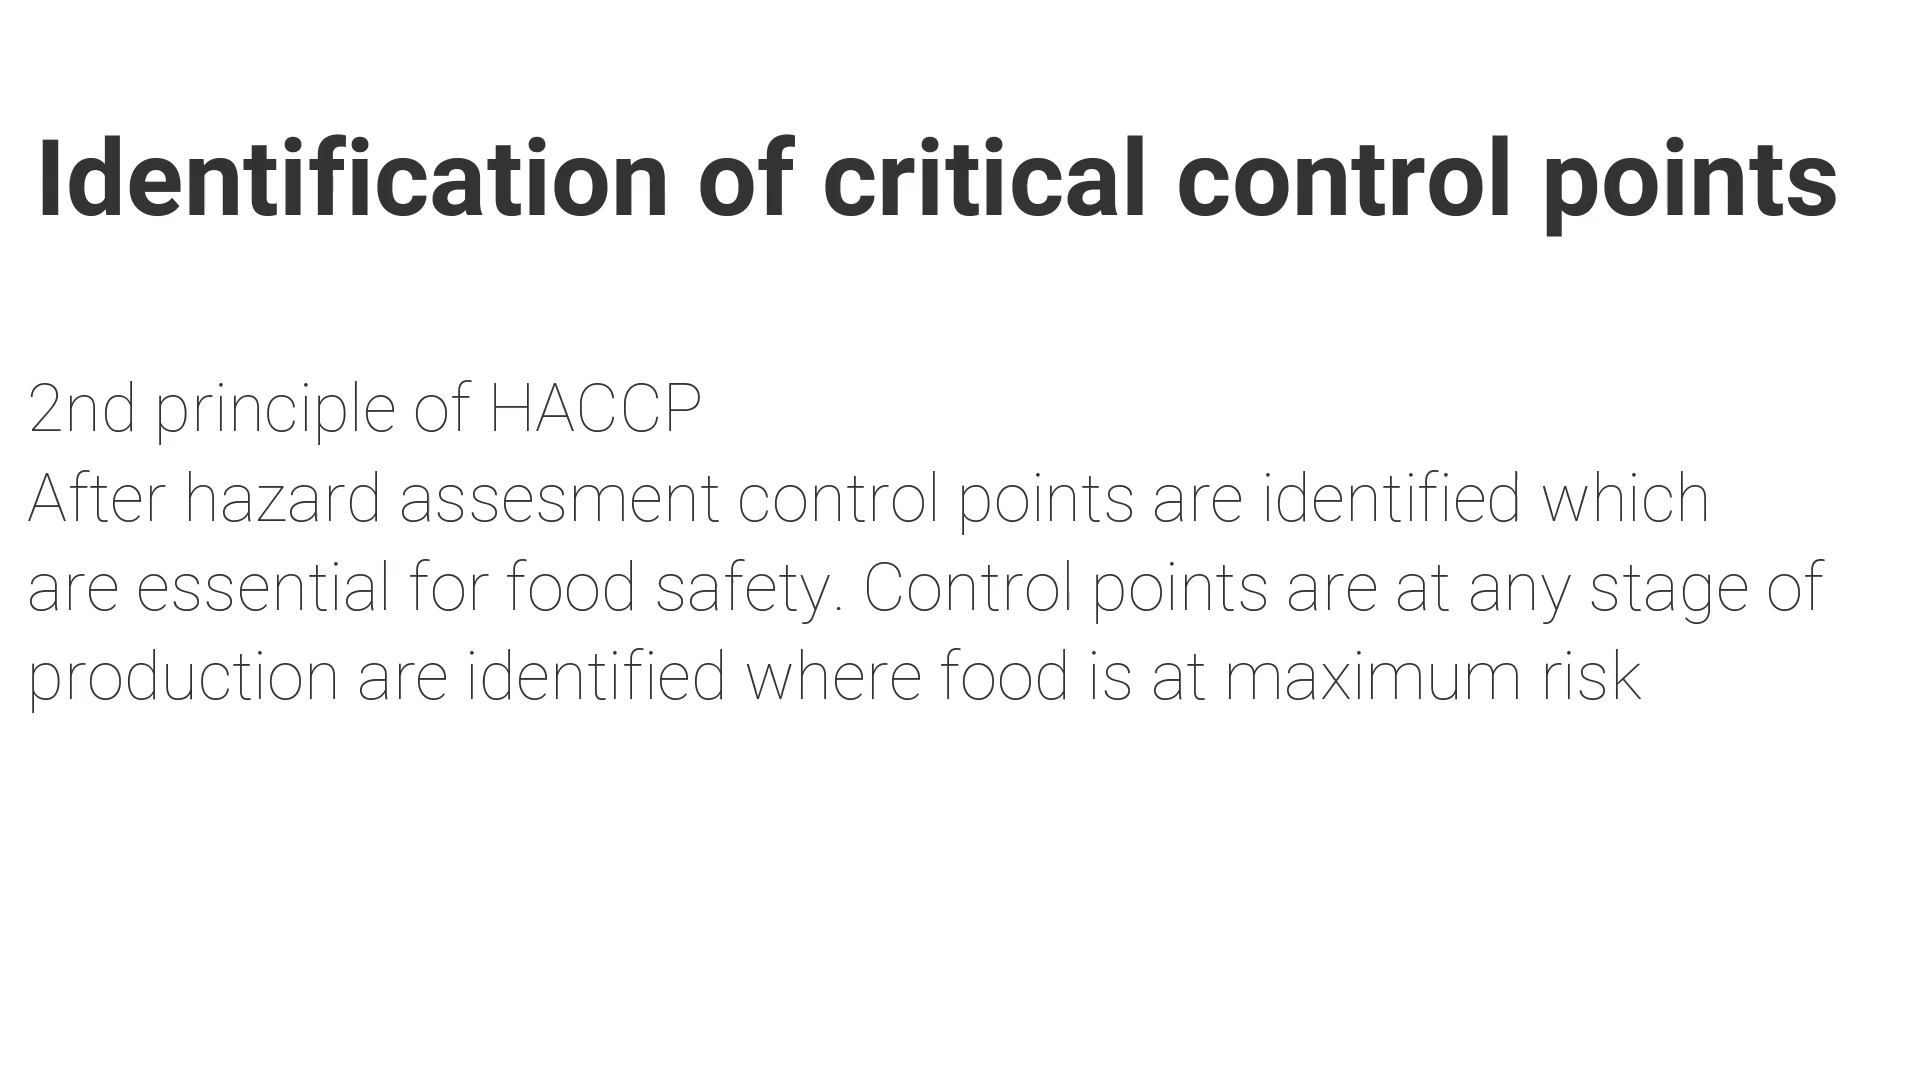 Identification of critical control points
2nd principle of HACCP
After hazard assesment control points are identified which
are essential for food safety. Control points are at any stage of
production are identified where food is at maximum risk